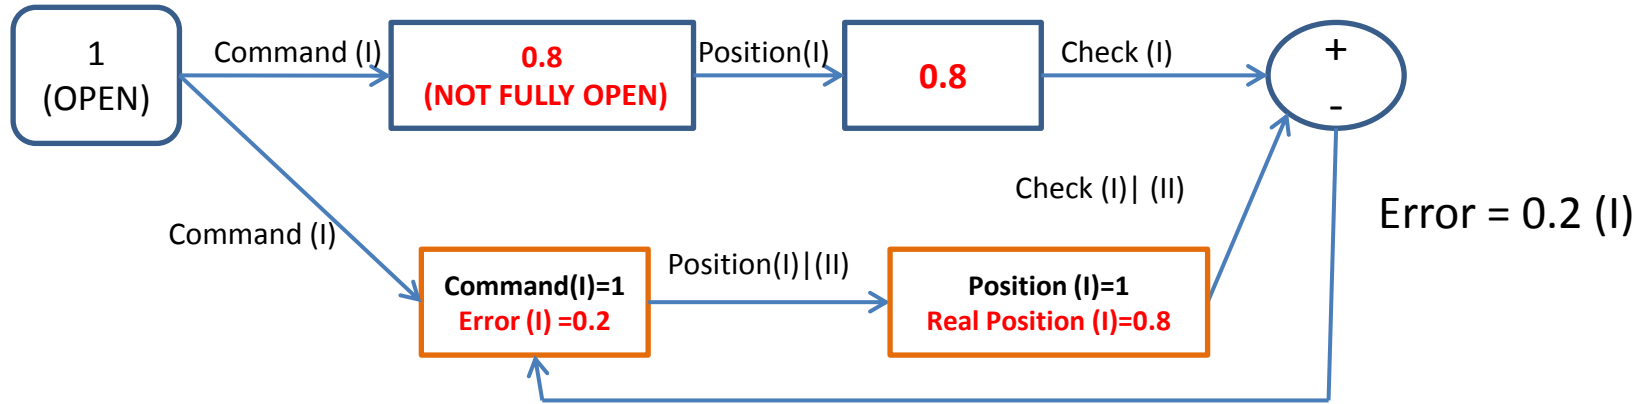 1
(OPEN)
Command (I)
0.8
(NOT FULLY OPEN)
Position(I)
0.8
Check (I)
+
-
Command (I)
Command(I)=1
Error (I) =0.2
Position(I)|(II)
Position (I)=1
Real Position (I)=0.8
Check (I)| (II)
Error = 0.2 (I)